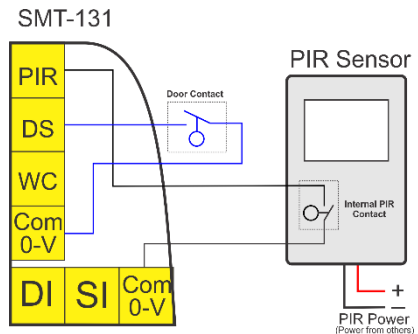 SMT-131
PIR Sensor
PIR
Door Contact
DS
WC
Com
0-V
Internal PIR
Contact
DI
SI
Com
0-V
+
–
PIR Power
(Power from others)